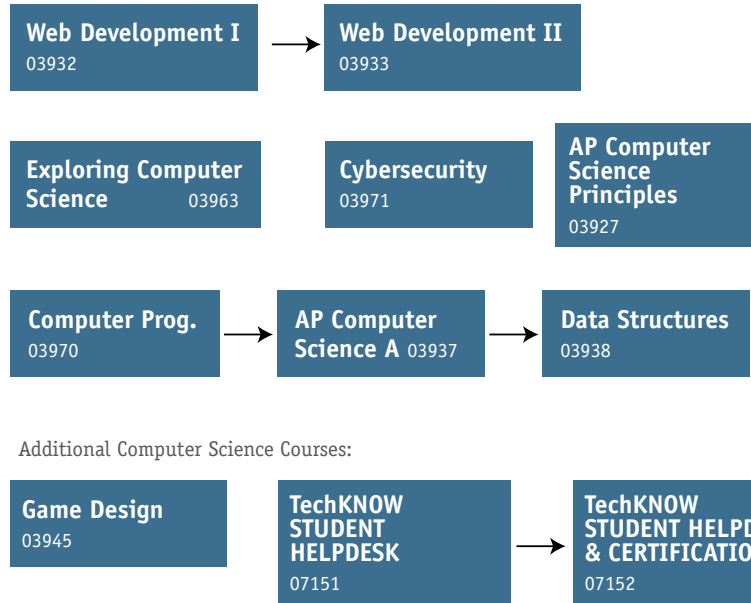 Web Development I
03932
Web Development II
03933
Exploring Computer
Science 03963
Cybersecurity
03971
AP Computer
Science
Principles
03927
Computer Prog.
03970
AP Computer
Science A 03937
Data Structures
03938
Additional Computer Science Courses:
Game Design
03945
TechKNOW
STUDENT
HELPDESK
07151
TechKNOW
STUDENT
&
07152